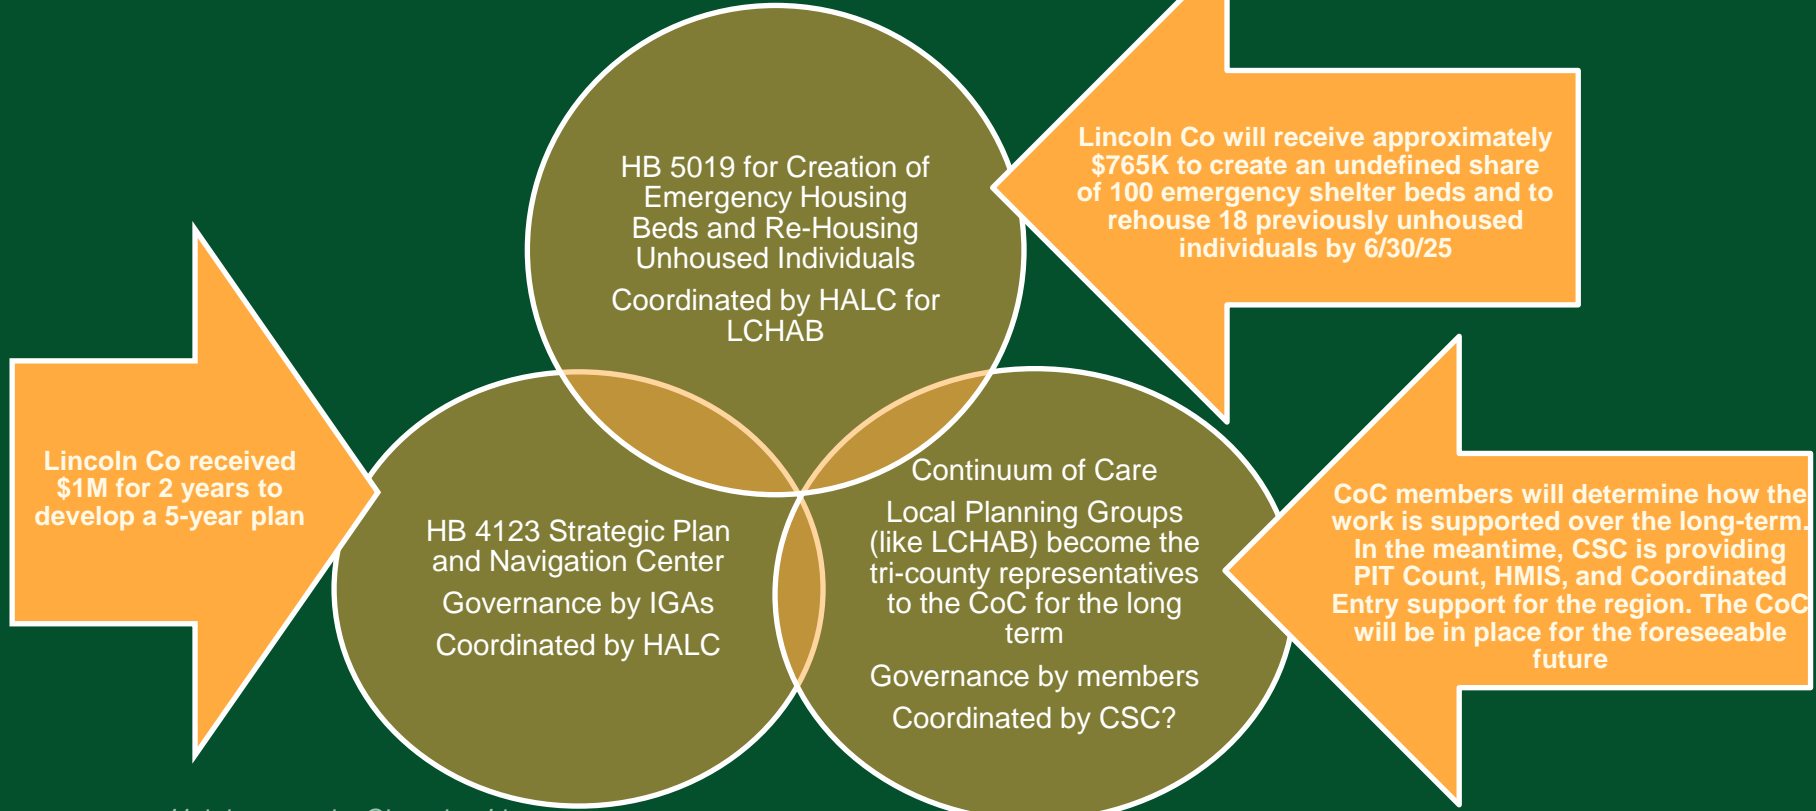 HB 5019 for Creation of
Emergency Housing
Beds and Re-Housing
Unhoused Individuals
Coordinated by HALC for
LCHAB
Lincoln Co will receive approximately
$765K to create an undefined share
of 100 emergency shelter beds and to
rehouse 18 previously unhoused
individuals by 6/30/25
Lincoln Co received
$1M for 2 years to
develop a 5-year plan
HB 4123 Strategic Plan
and Navigation Center
Governance by IGAs
Coordinated by HALC
Continuum of Care
Local Planning Groups
(like LCHAB) become the
tri-county representatives
to the CoC for the long
term
Governance by members
Coordinated by CSC?
CoC members will determine how the
work is supported over the long-term.
In the meantime, CSC is providing
PIT Count, HMIS, and Coordinated
Entry support for the region. The CoC
will be in place for the foreseeable
future